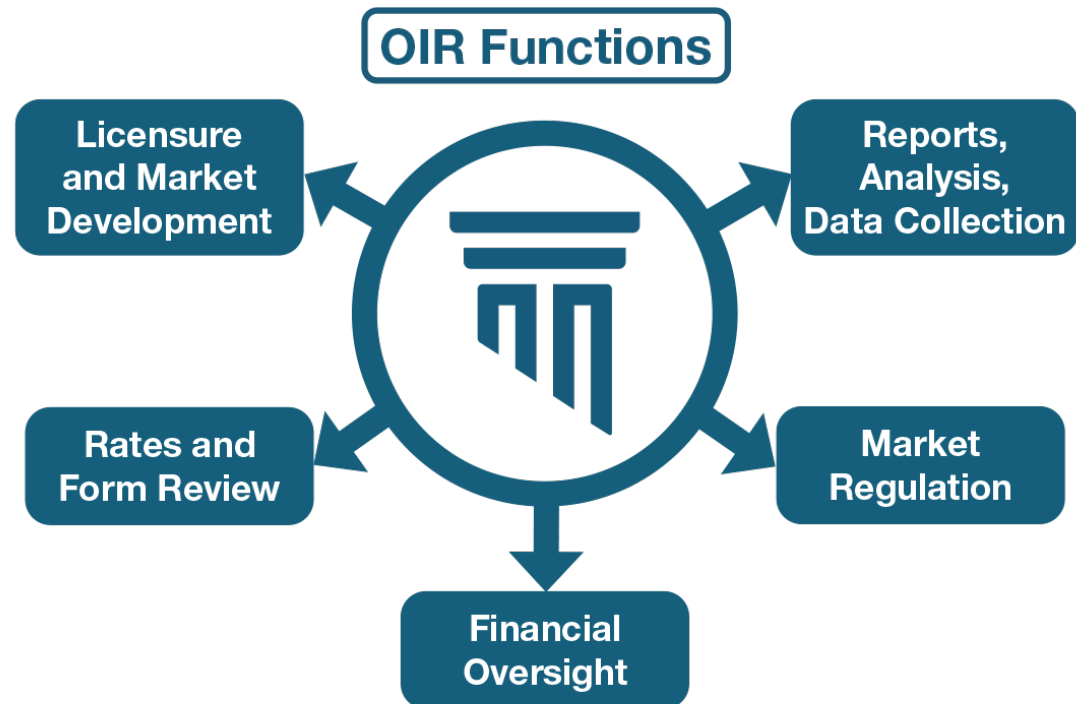 OIR Functions
Licensure
and Market
Development
Reports,
Analysis,
Data Collection
Rates and
Form Review
Market
Regulation
Financial
Oversight